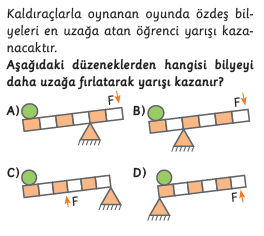 Kaldıraçlarla oynanan oyunda özdeş bil-
yeleri en uzağa atan öğrenci yarışı kaza-
nacaktır.
Aşağıdaki düzeneklerden hangisi bilyeyi
daha uzağa fırlatarak yarışı kazanır?
A) F B) F
C) F D) F